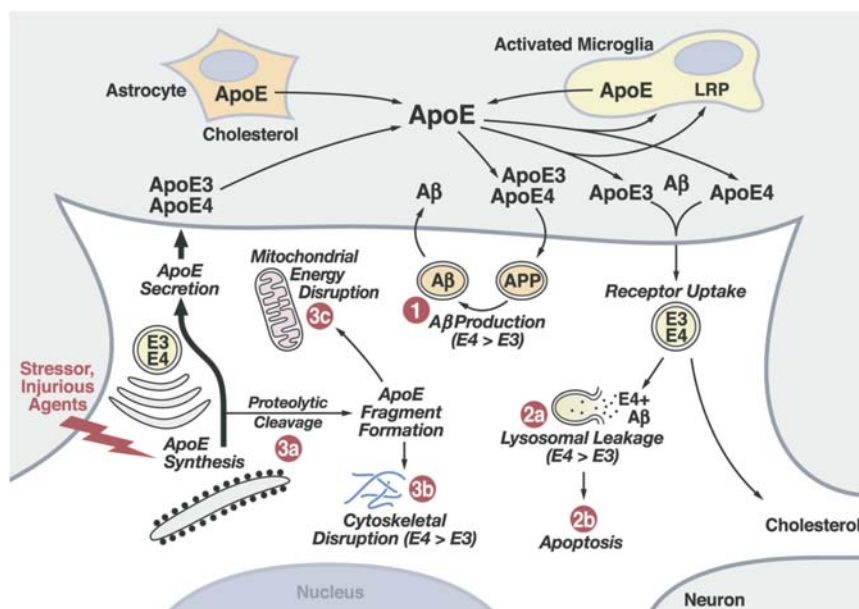 Activated Microglia
Astrocyte
ApoE
Cholesterol
ApoE
LRP
ApoE
ApoE3
ApoE4
Aβ
ApoE3
ApoE4
ApoE3
Aβ
ApoE4
ApoE
Secretion
Mitochondrial
Energy
Disruption
3c
Aβ
APP
1
Aβ Production
(E4 > E3)
Receptor Uptake
E3
E4
E3
E4
Stressor,
Injurious
Agents
ApoE
Synthesis
Proteolytic
Cleavage
3a
ApoE
Fragment
Formation
2a
E4+
Aβ
Lysosomal Leakage
(E4 > E3)
3b
Cytoskeletal
Disruption (E4 > E3)
2b
Apoptosis
Cholesterol
Nucleus
Neuron